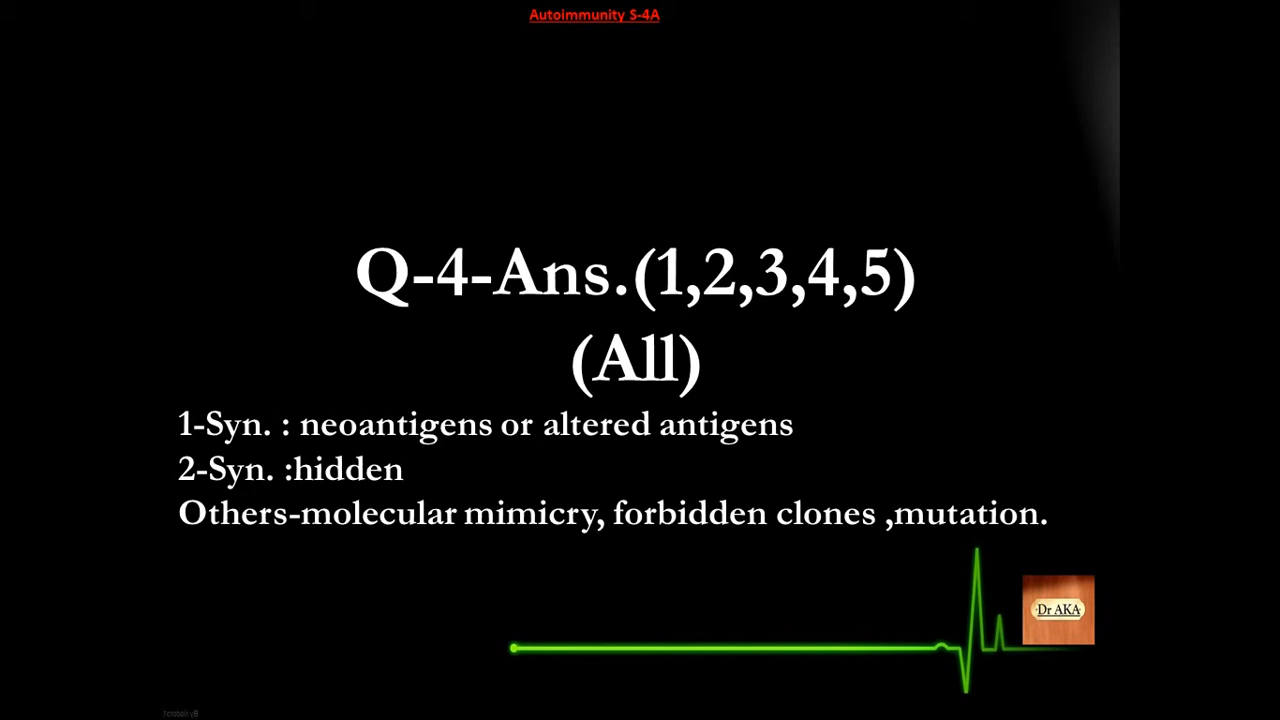 Autoimmunity S-4A
Q-4-Ans.(1,2,3,4,5)
(All)
1-Syn. : neoantigens or altered antigens
2-Syn. :hidden
Others-molecular mimicry, forbidden clones ,mutation.
Dr AKA